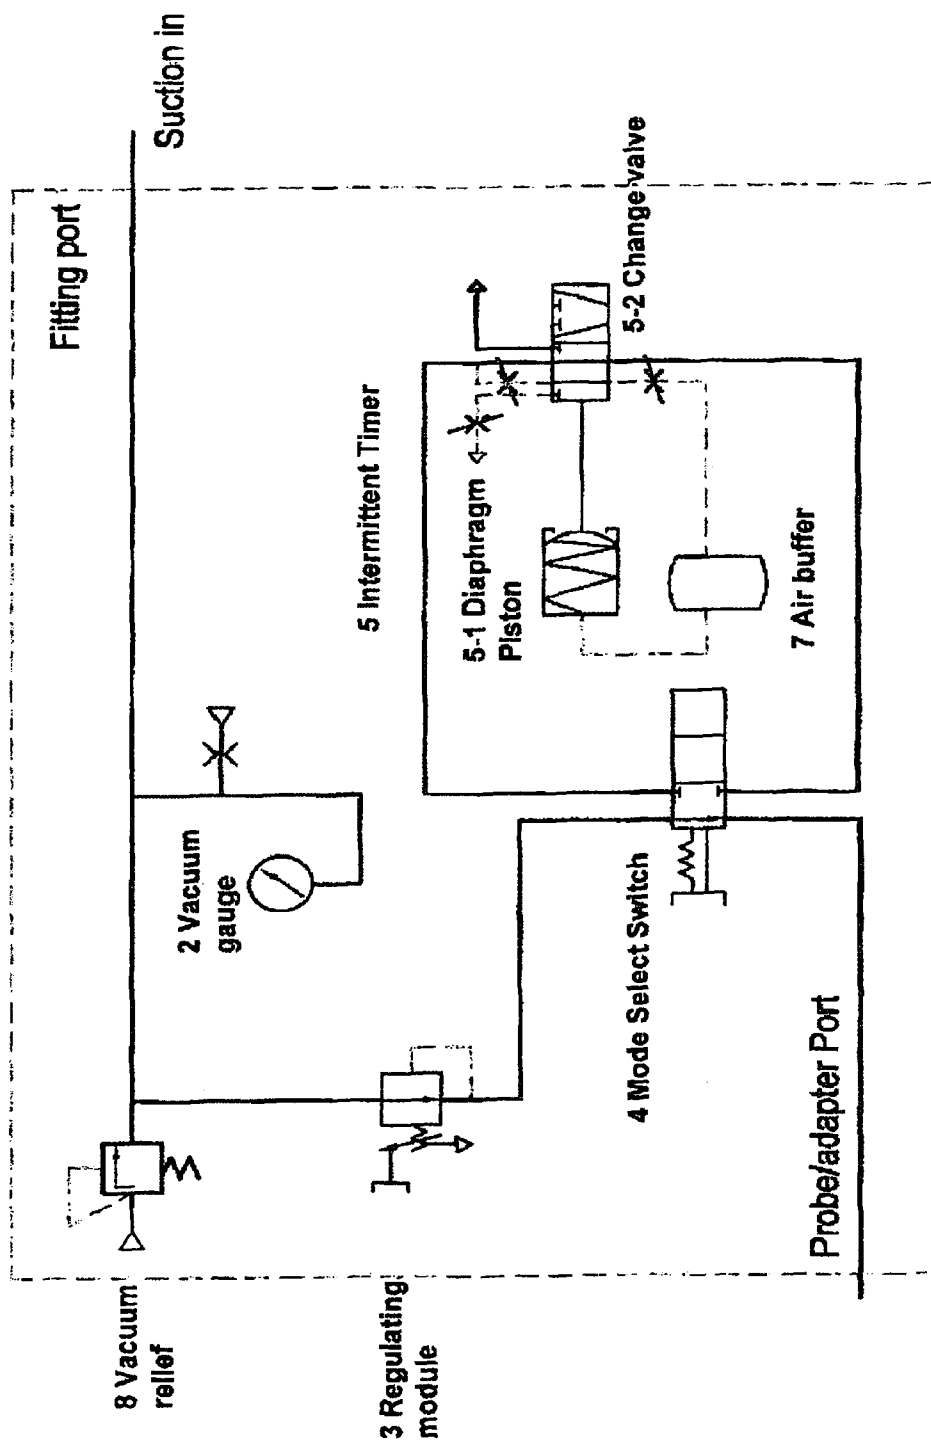 Suction in
Fitting port
5-2 Change valve
5 Intermittent Timer
5-1 Diaphragm
Piston
7 Air buffer
2 Vacuum
gauge
4 Mode Select Switch
Probe/adapter Port
8 Vacuum
relief
3 Regulating
module